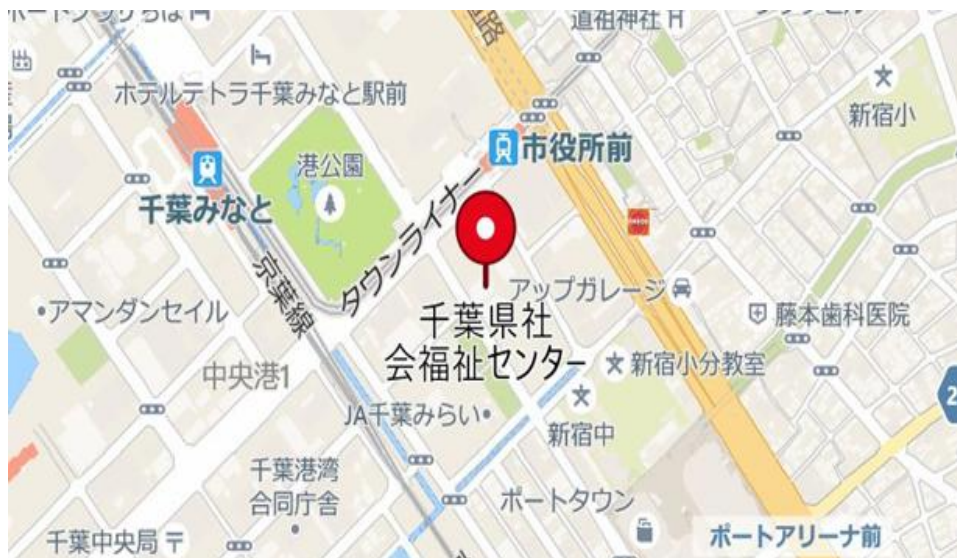 道祖神社
ホテルテトラ千葉みなと駅前
新宿小
市役所前
港公園
千葉みなと
タウンライナー
京葉線
アップガレージ
アマンダンセイル
千葉県社
会福祉センター
藤本歯科医院
中央港1
新宿小分教室
JA千葉みらい
新宿中
千葉港湾
合同庁舎
ポートタウン
千葉中央局
ポートアリーナ前